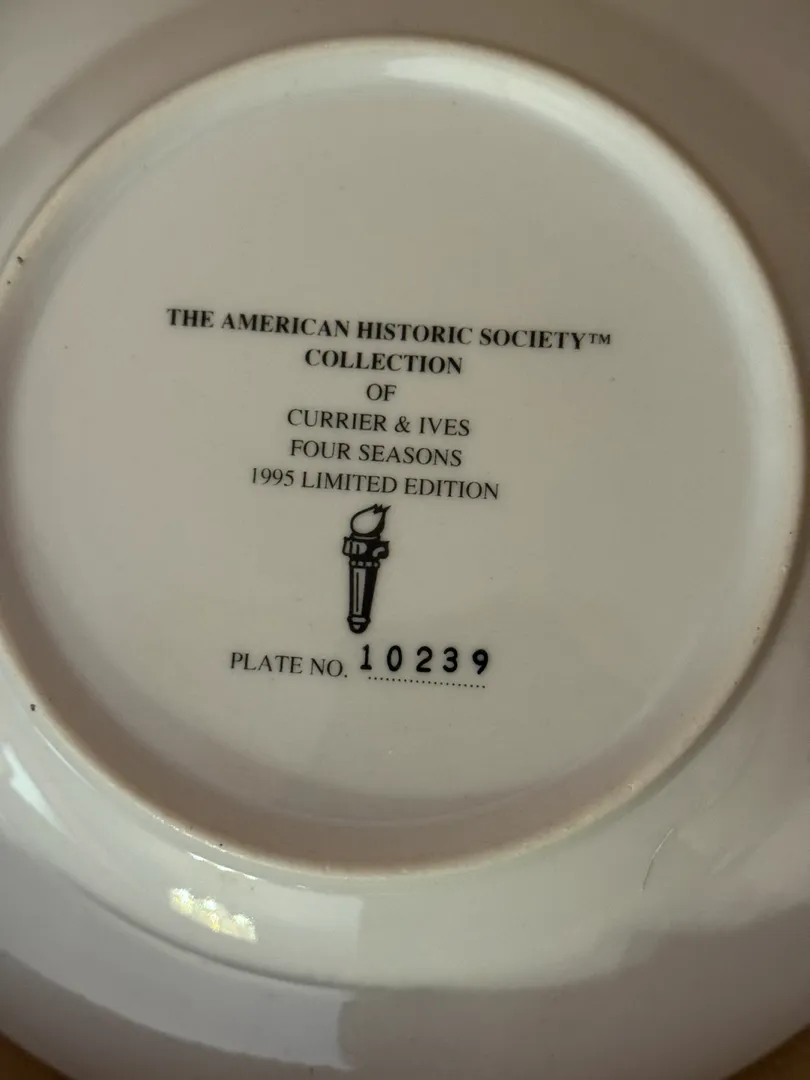 THE AMERICAN HISTORIC SOCIETY™
COLLECTION
OF
CURRIER & IVES
FOUR SEASONS
1995 LIMITED EDITION
PLATE NO. 10239